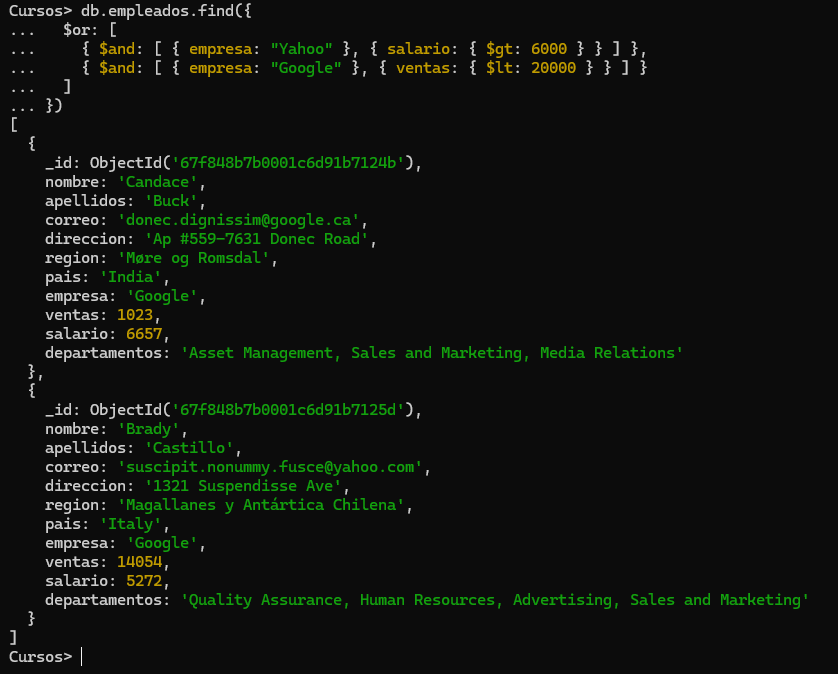 Cursos> db.empleados.find({
...   $or: [
...     { $and: [ { empresa: "Yahoo" }, { salario: { $gt: 6000 } } ] },
...     { $and: [ { empresa: "Google" }, { ventas: { $lt: 20000 } } ] }
...   ]
... })
[
  {
    _id: ObjectId('67f848b7b0001c6d91b7124b'),
    nombre: 'Candace',
    apellidos: 'Buck',
    correo: 'donec.dignissim@google.ca',
    direccion: 'Ap #559-7631 Donec Road',
    region: 'Møre og Romsdal',
    pais: 'India',
    empresa: 'Google',
    ventas: 1023,
    salario: 6657,
    departamentos: 'Asset Management, Sales and Marketing, Media Relations'
  },
  {
    _id: ObjectId('67f848b7b0001c6d91b7125d'),
    nombre: 'Brady',
    apellidos: 'Castillo',
    correo: 'suscipit.nonummy.fusce@yahoo.com',
    direccion: '1321 Suspendisse Ave',
    region: 'Magallanes y Antártica Chilena',
    pais: 'Italy',
    empresa: 'Google',
    ventas: 14054,
    salario: 5272,
    departamentos: 'Quality Assurance, Human Resources, Advertising, Sales and Marketing'
  }
]
Cursos>